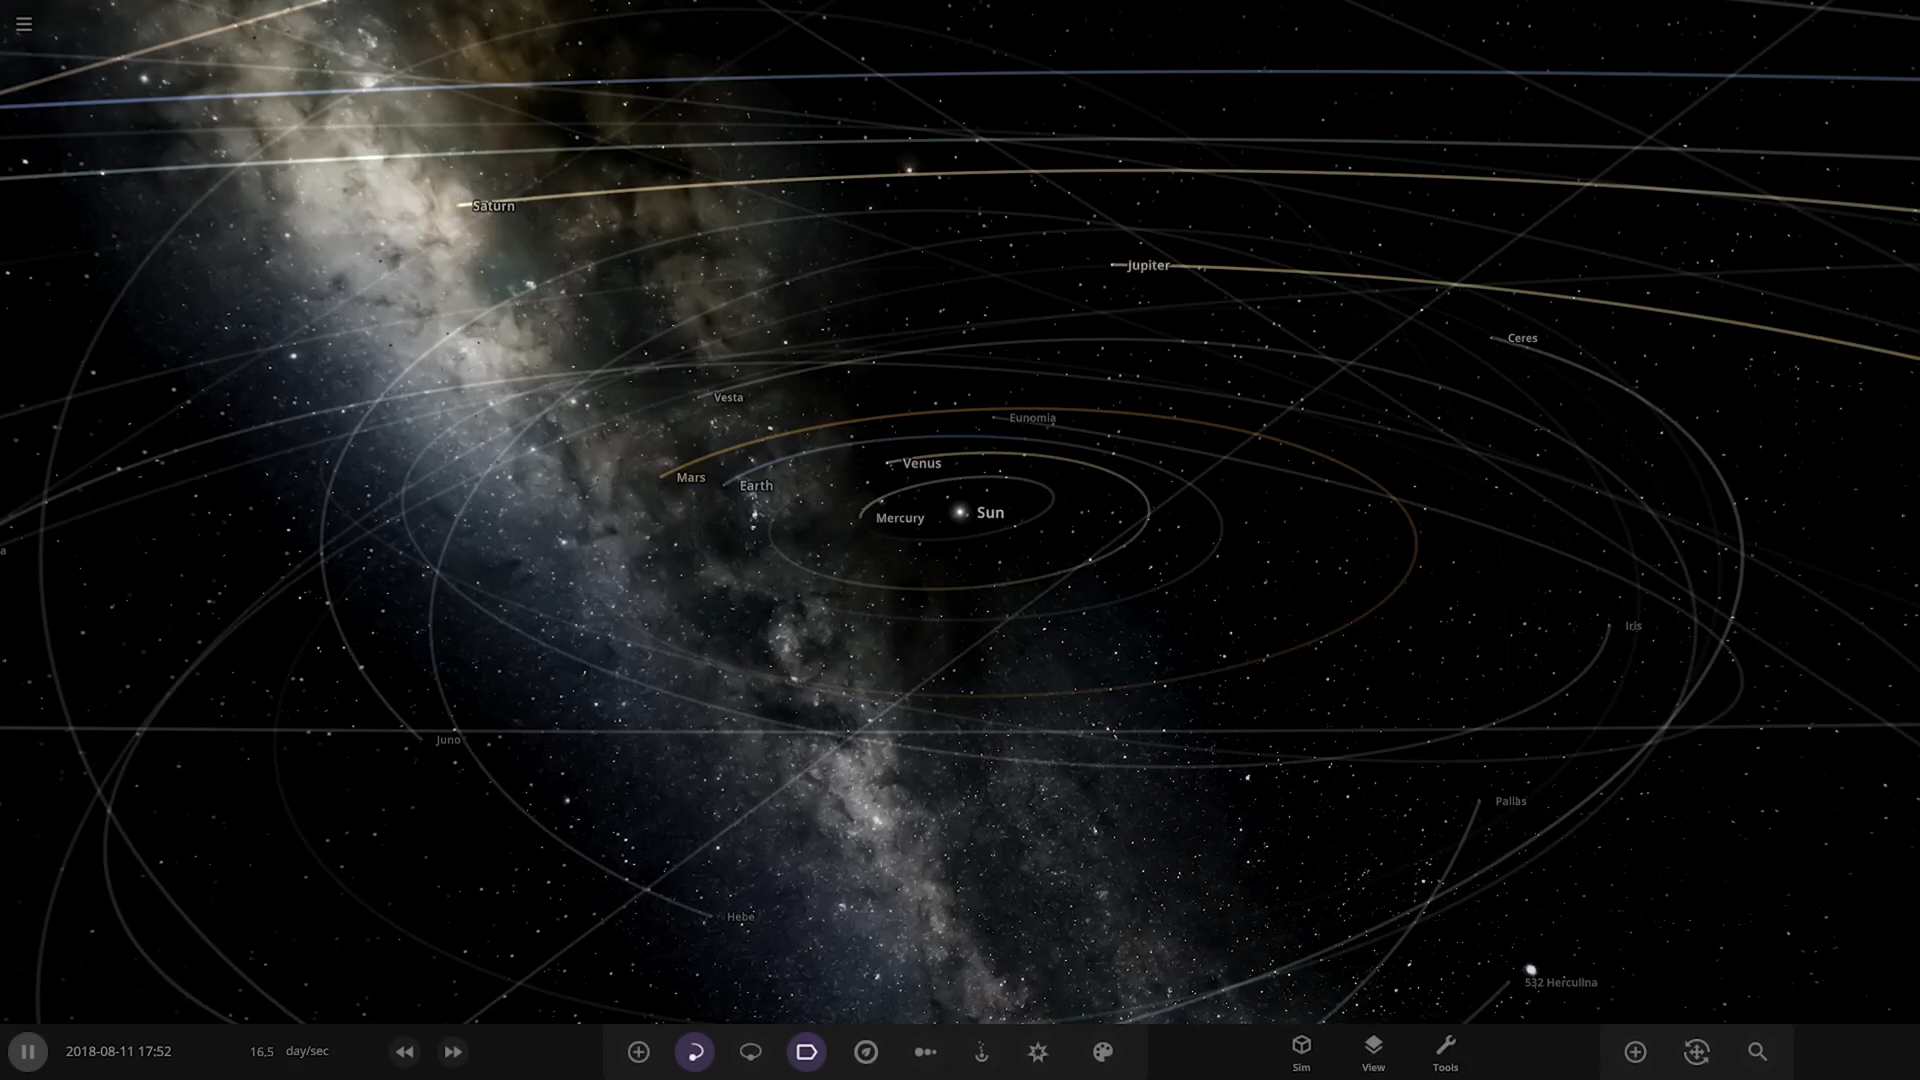 Saturn
Jupiter
Ceres
Vesta
Eunomia
Venus
Mars
Earth
Sun
Mercury
a
Iris
Juno
Pallas
Hebe
532 Herculina
2018-08-11 17:52
16,5 day/sec
Sim
View
Tools